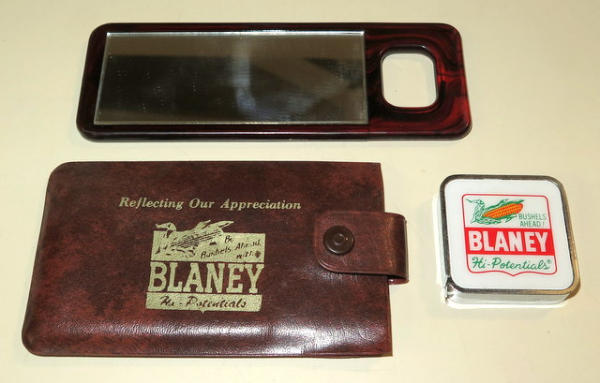 Reflecting Our Appreciation
Be
Bushels Ahead
with
BLANEY
Hi-Potentials
BUSHELS
AHEAD!
BLANEY
Hi-Potentials®